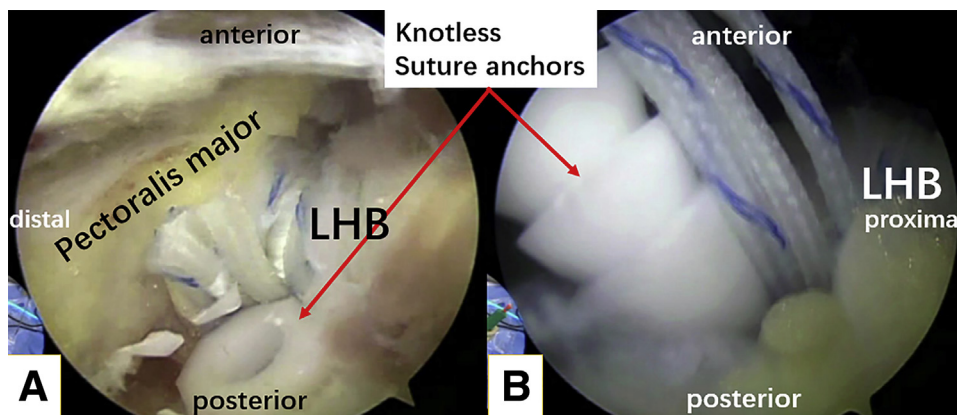 anterior
Knotless
Suture anchors
anterior
Pectoralis major
LHB
distal
LHB
proxima
A
posterior
B
posterior